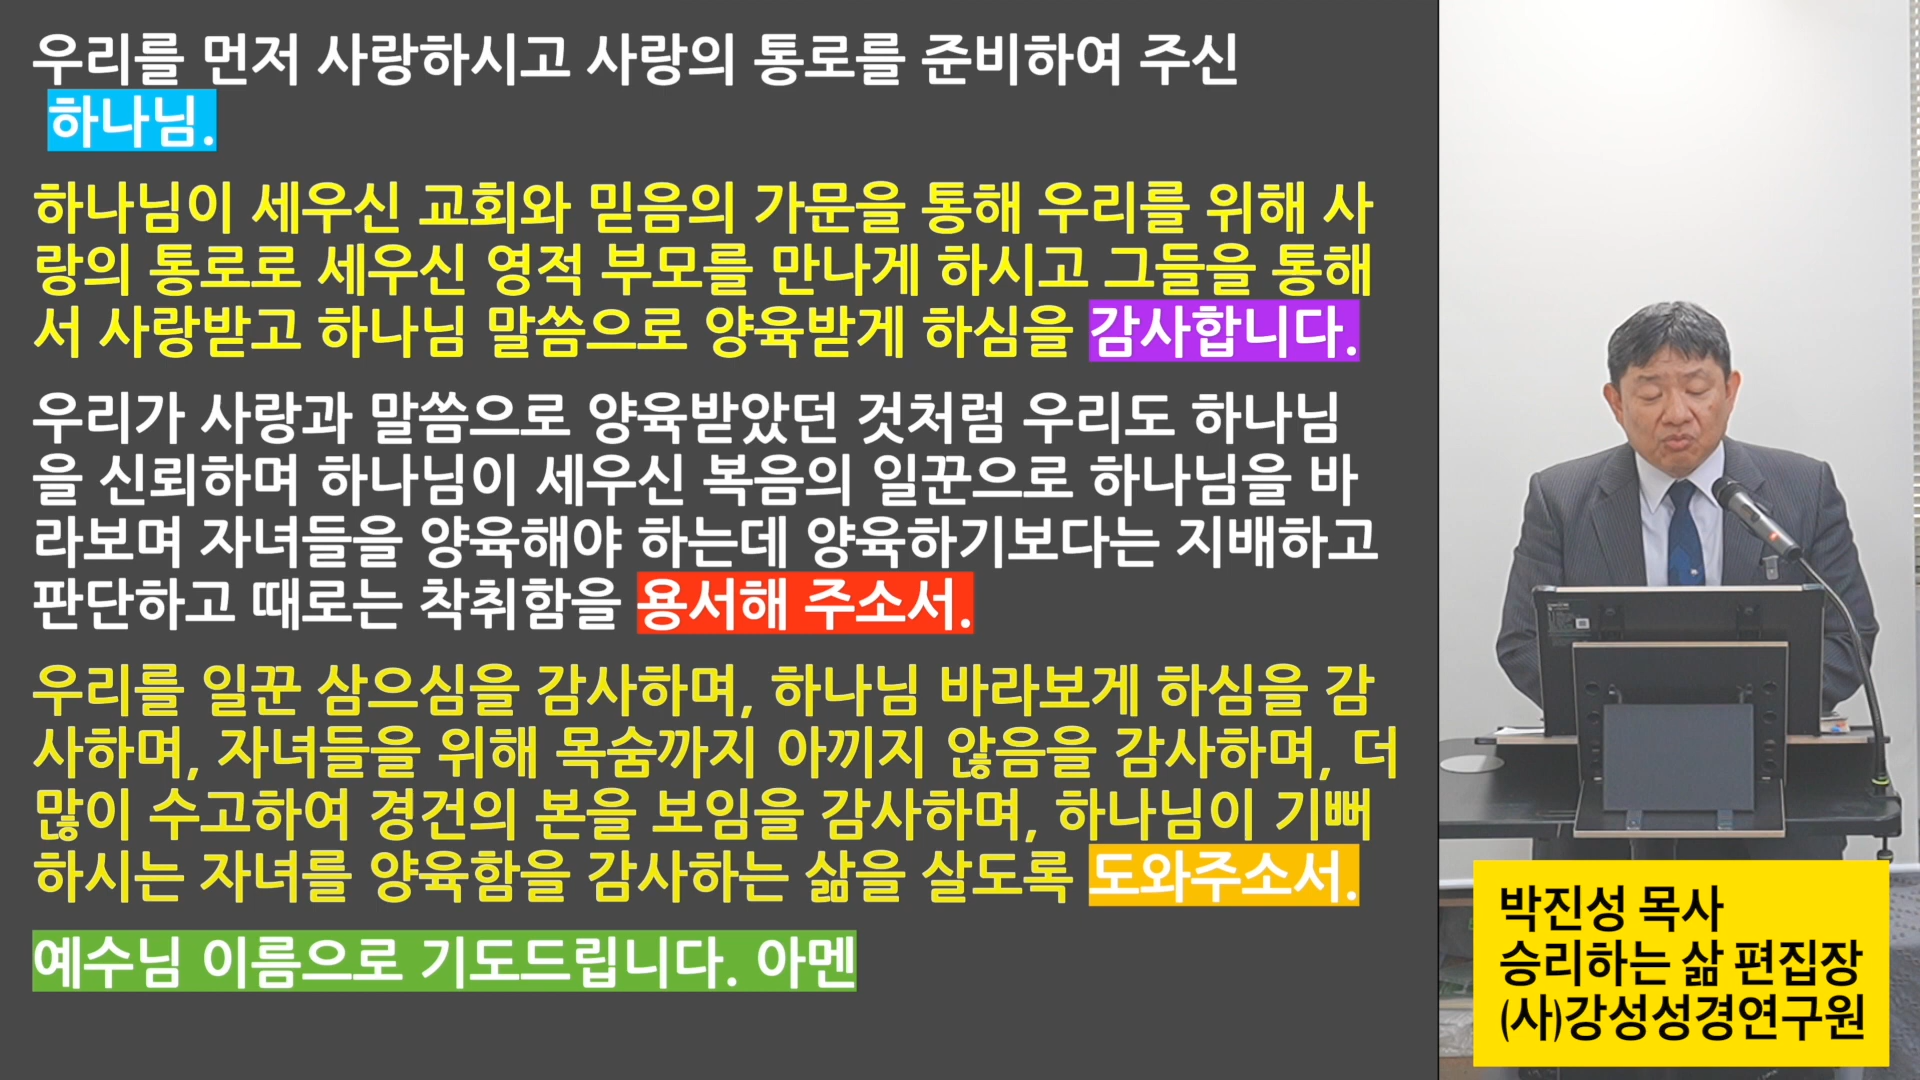 우리를 먼저 사랑하시고 사랑의 통로를 준비하여 주신
하나님.
하나님이 세우신 교회와 믿음의 가문을 통해 우리를 위해 사
랑의 통로로 세우신 영적 부모를 만나게 하시고 그들을 통해
서 사랑받고 하나님 말씀으로 양육받게 하심을 감사합니다.
우리가 사랑과 말씀으로 양육받았던 것처럼 우리도 하나님
을 신뢰하며 하나님이 세우신 복음의 일꾼으로 하나님을 바
라보며 자녀들을 양육해야 하는데 양육하기보다는 지배하고
판단하고 때로는 착취함을 용서해 주소서.
우리를 일꾼 삼으심을 감사하며, 하나님 바라보게 하심을 감
사하며, 자녀들을 위해 목숨까지 아끼지 않음을 감사하며, 더
많이 수고하여 경건의 본을 보임을 감사하며, 하나님이 기뻐
하시는 자녀를 양육함을 감사하는 삶을 살도록 도와주소서.
예수님 이름으로 기도드립니다. 아멘
박진성 목사
승리하는 삶 편집장
(사)강성성경연구원